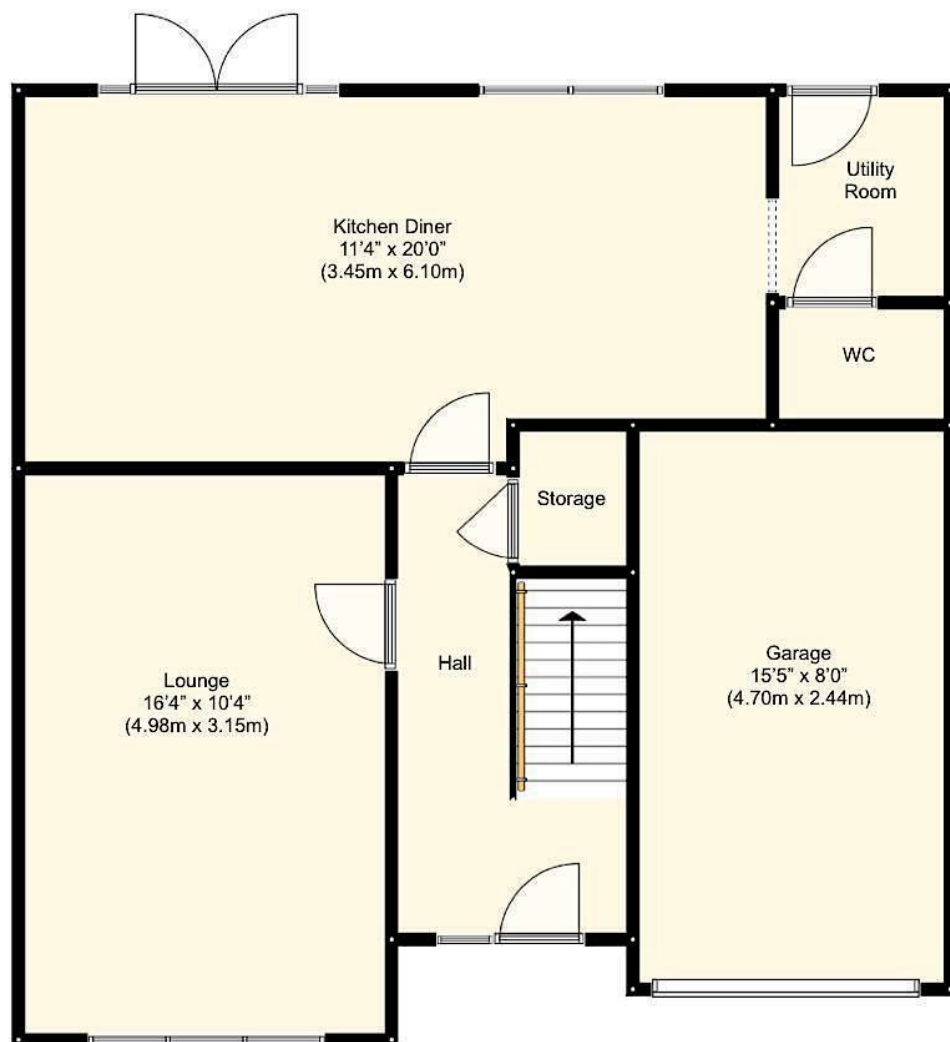 Kitchen Diner
11’4” x 20’0”
(3.45m x 6.10m)
Utility
Room
WC
Storage
Hall
Lounge
16’4” x 10’4”
(4.98m x 3.15m)
Garage
15’5” x 8’0”
(4.70m x 2.44m)